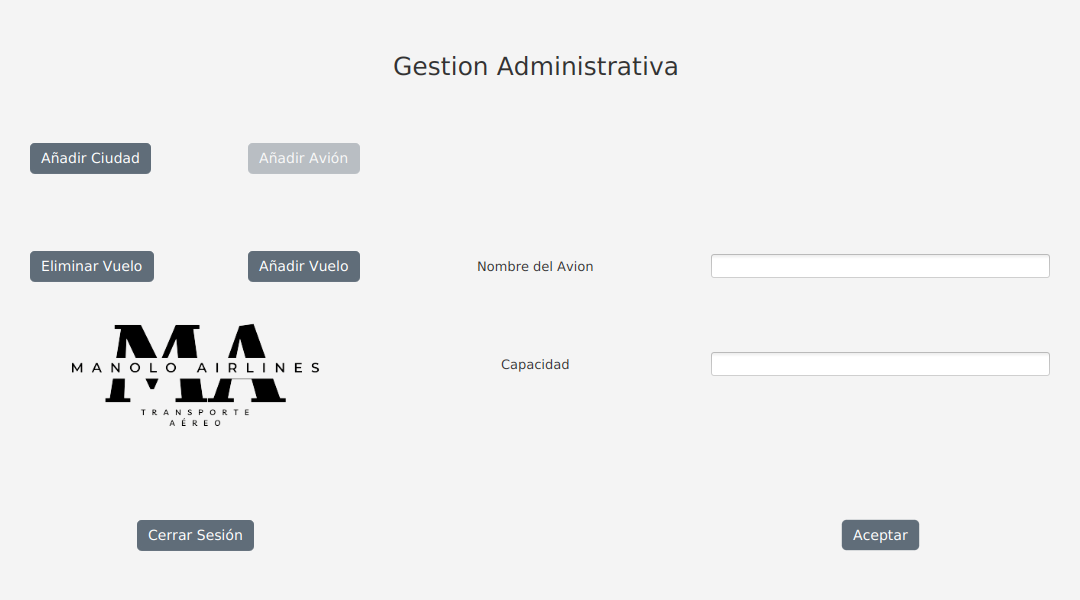 Gestion Administrativa
Añadir Ciudad
Añadir Avión
Eliminar Vuelo
Añadir Vuelo
Nombre del Avion
MA
MANOLO AIRLINES
TRANSPORTE
AÉREO
Capacidad
Cerrar Sesión
Aceptar